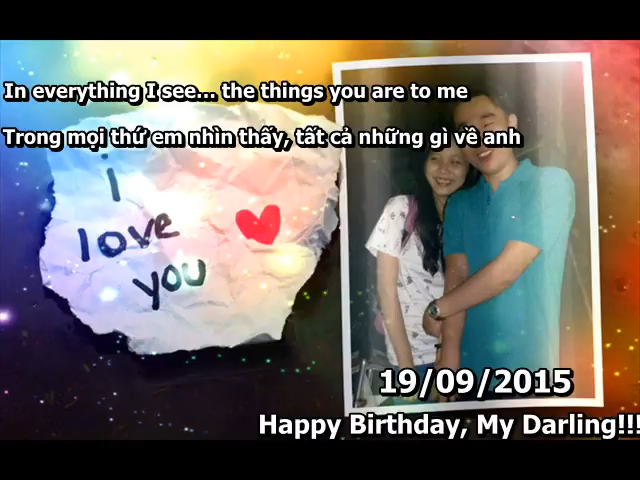 In everything I see... the things you are to me
Trong mọi thứ em nhìn thấy, tất cả những gì về anh
i
love
you
19/09/2015
Happy Birthday, My Darling!!!